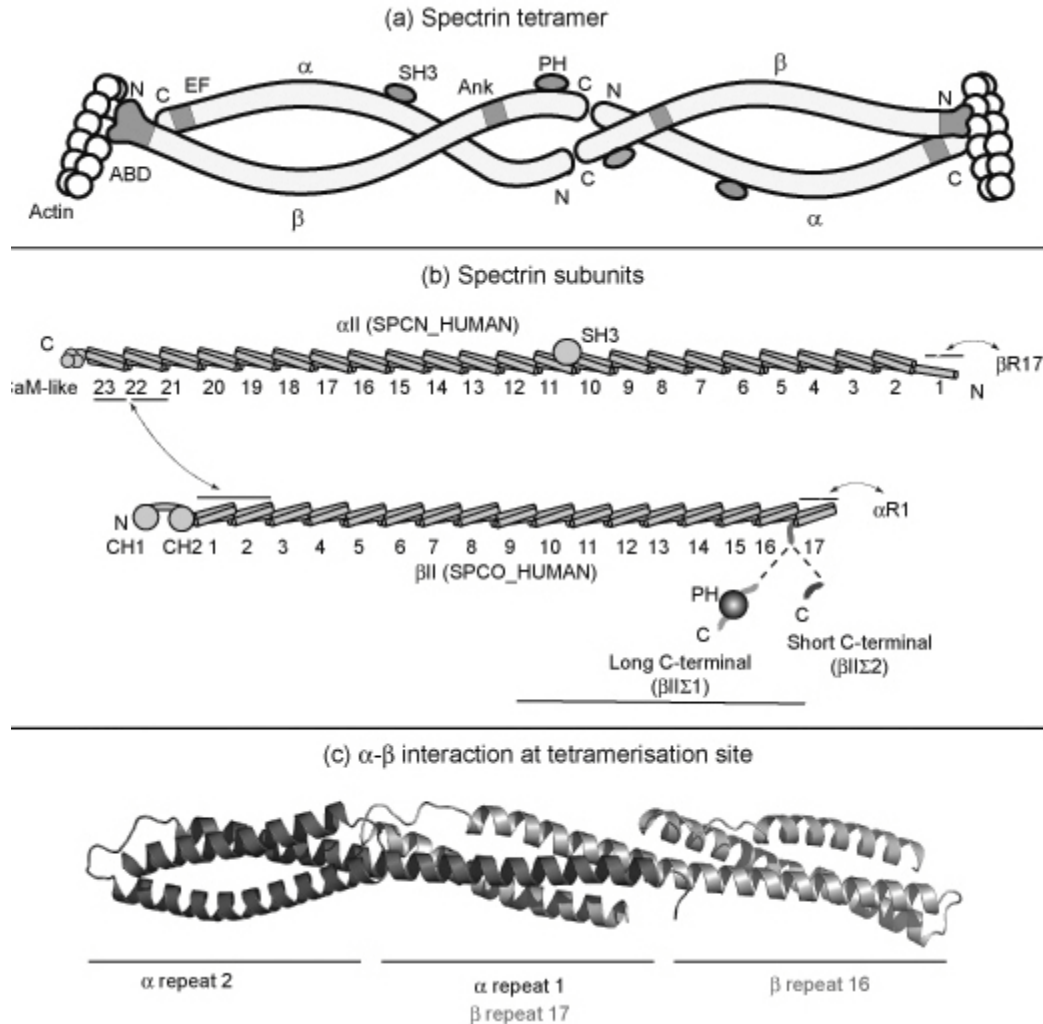 (a) Spectrin tetramer
N C EF α SH3 Ank PH C N β N
ABD
Actin β N C α C
(b) Spectrin subunits
αII (SPCN_HUMAN)
SH3
C
βR17
aM-like 23 22 21 20 19 18 17 16 15 14 13 12 11 10 9 8 7 6 5 4 3 2 1 N
αR1
N
CH1 CH2 1 2 3 4 5 6 7 8 9 10 11 12 13 14 15 16 17
βII (SPCO_HUMAN)
PH
C C
Short C-terminal
(βIIΣ2)
Long C-terminal
(βIIΣ1)
(c) α-β interaction at tetramerisation site
α repeat 2 α repeat 1 β repeat 16
β repeat 17